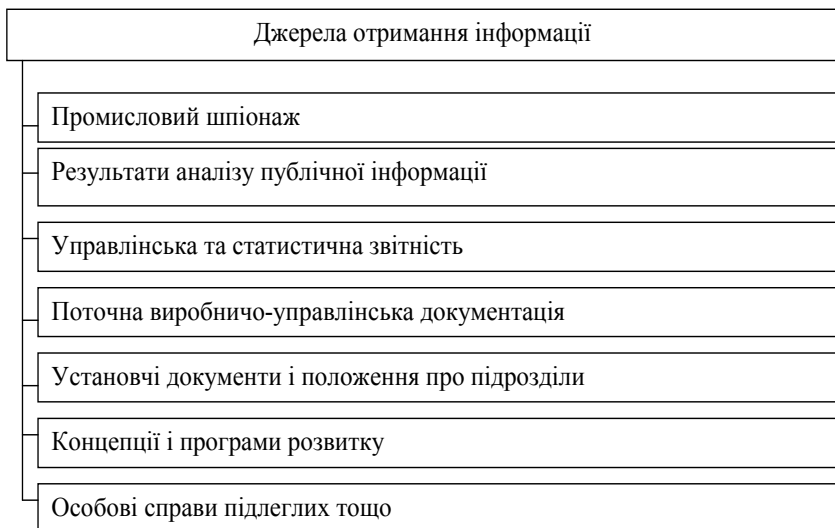 Джерела отримання інформації
Промисловий шпіонаж
Результати аналізу публічної інформації
Управлінська та статистична звітність
Поточна виробничо-управлінська документація
Установчі документи і положення про підрозділи
Концепції і програми розвитку
Особові справи підлеглих тощо